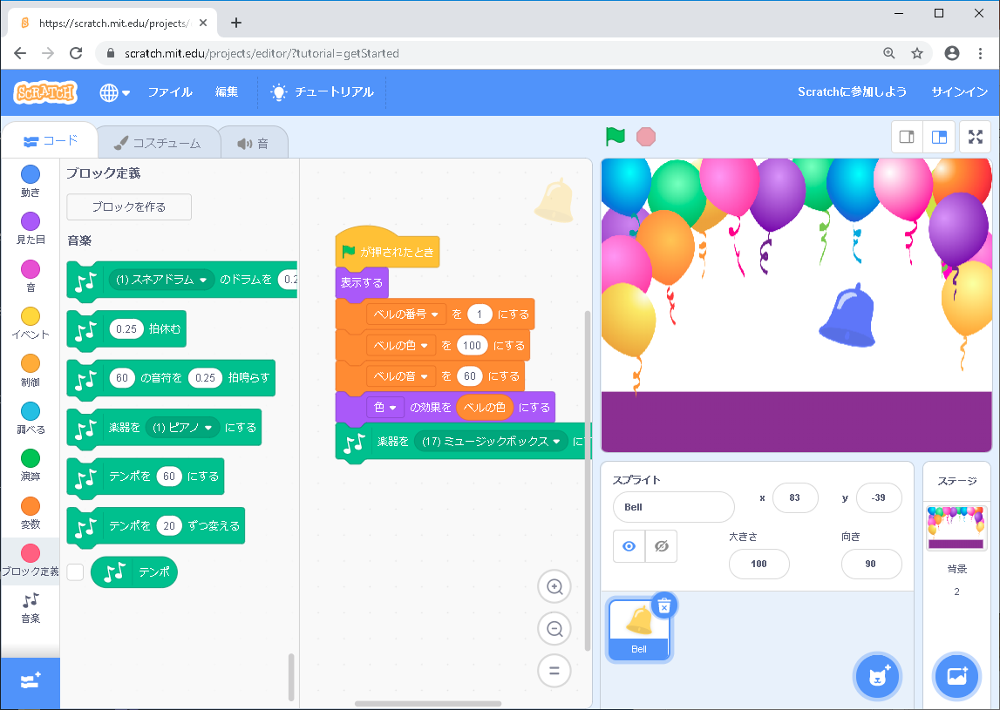 https://scratch.mit.edu/projects/
scratch.mit.edu/projects/editor/?tutorial=getStarted
SCRATCH
ファイル
編集
チュートリアル
Scratchに参加しよう
サインイン
コード
コスチューム
音
動き
見た目
音
イベント
制御
調べる
演算
変数
ブロック定義
音楽
ブロック定義
ブロックを作る
音楽
(1) スネアドラム のドラムを 0.2
0.25 拍休む
60 の音符を 0.25 拍鳴らす
楽器を (1) ピアノ にする
テンポを 60 にする
テンポを 20 ずつ変える
テンポ
が押されたとき
表示する
ベルの番号 を 1 にする
ベルの色 を 100 にする
ベルの音 を 60 にする
色 の効果を ベルの色 にする
楽器を (17) ミュージックボックス に
スプライト
Bell
x 83
y -39
大きさ
100
向き
90
Bell
ステージ
背景
2